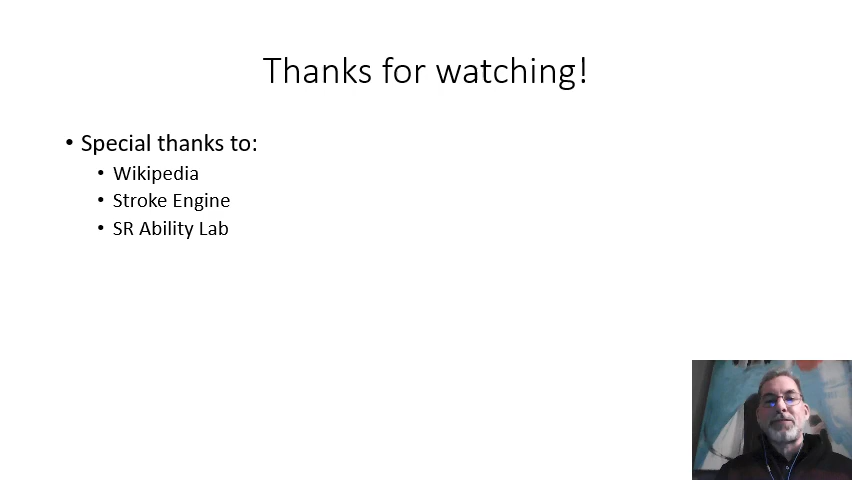 Thanks for watching!
• Special thanks to:
• Wikipedia
• Stroke Engine
• SR Ability Lab